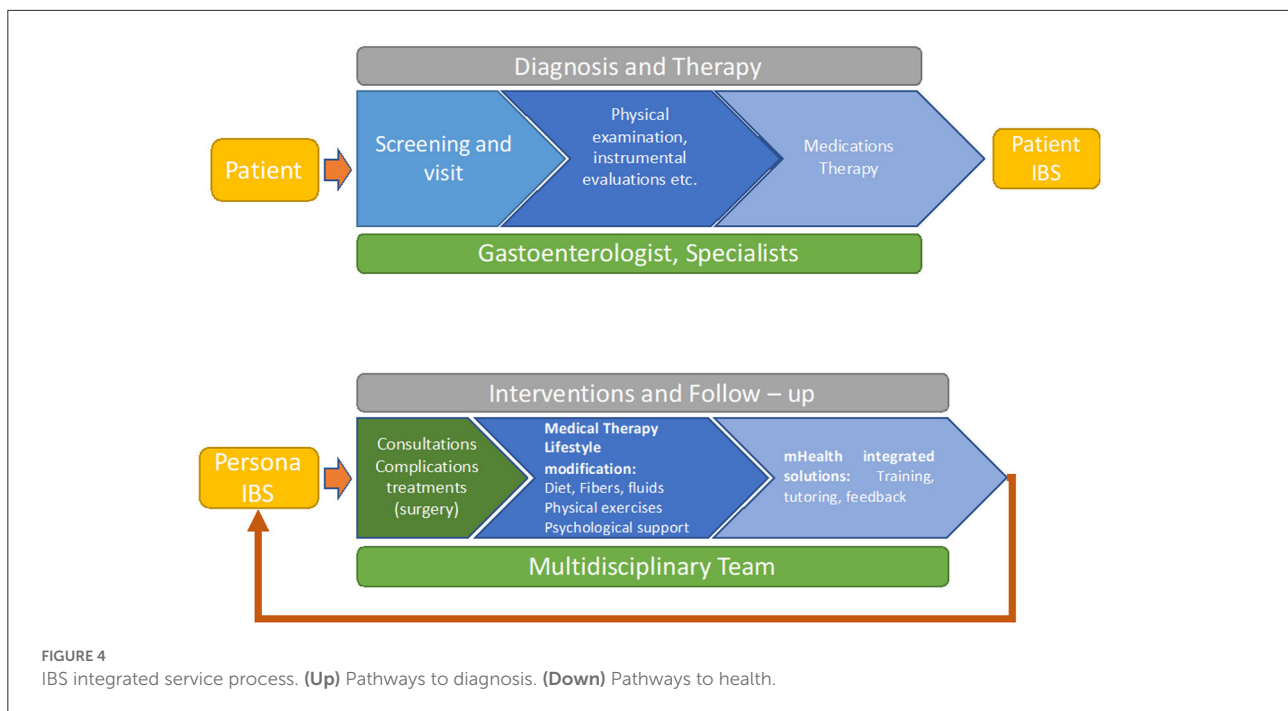 Diagnosis and Therapy
Patient
Screening and
visit
Physical
examination,
instrumental
evaluations etc.
Medications
Therapy
Patient
IBS
Gastoenterologist, Specialists
Interventions and Follow – up
Persona
IBS
Consultations
Complications
treatments
(surgery)
Medical Therapy
Lifestyle
modification:
Diet, Fibers, fluids
Physical exercises
Psychological support
mHealth integrated
solutions: Training,
tutoring, feedback
Multidisciplinary Team
FIGURE 4
IBS integrated service process. (Up) Pathways to diagnosis. (Down) Pathways to health.